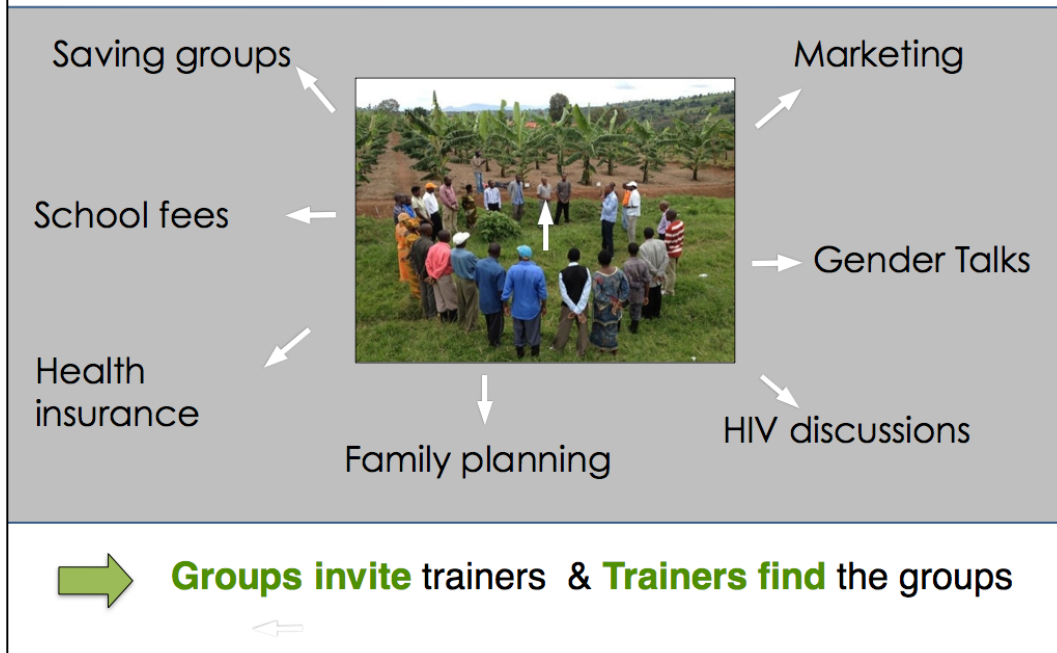 Saving groups
Marketing
School fees
Gender Talks
Health
insurance
HIV discussions
Family planning
Groups invite trainers & Trainers find the groups